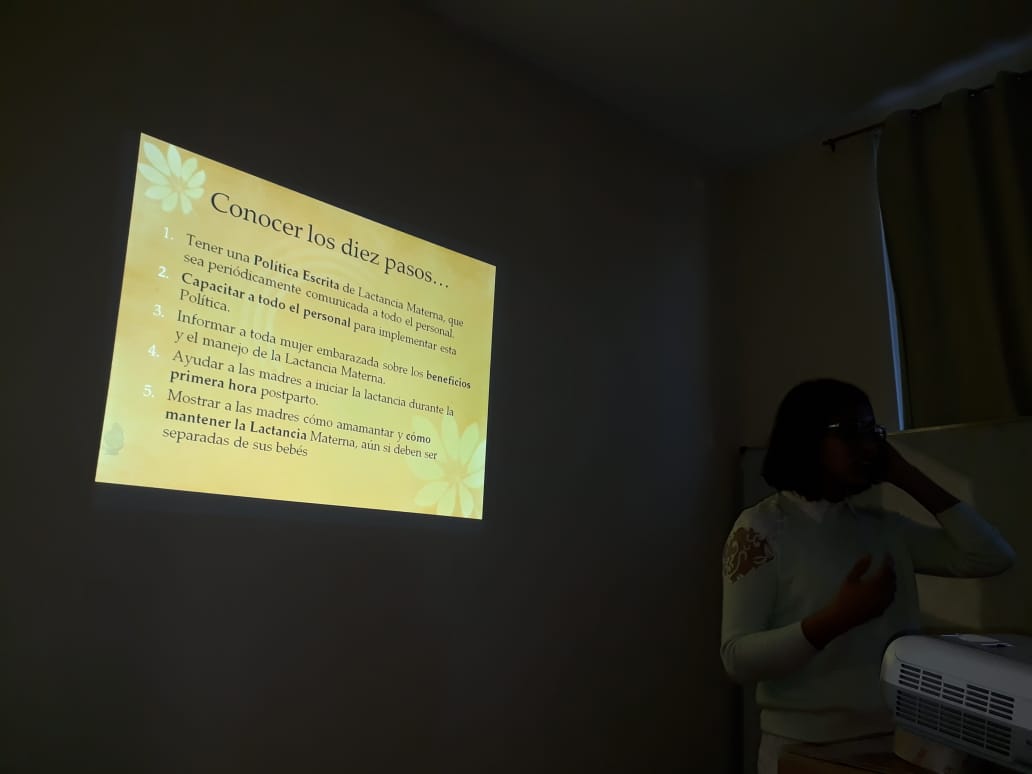 Conocer los diez pasos...
1. Tener una Política Escrita de Lactancia Materna, que
sea periódicamente comunicada a todo el personal.
2. Capacitar a todo el personal para implementar esta
Política.
3. Informar a toda mujer embarazada sobre los beneficios
y el manejo de la Lactancia Materna.
4. Ayudar a las madres a iniciar la lactancia durante la
primera hora postparto.
5. Mostrar a las madres cómo amamantar y cómo
mantener la Lactancia Materna, aún si deben ser
separadas de sus bebés